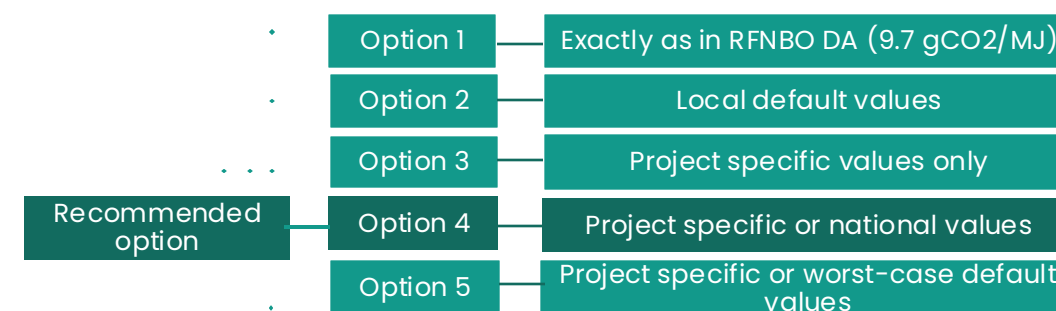 Option 1
Exactly as in RFNBO DA (9.7 gCO2/MJ)
Option 2
Local default values
Option 3
Project specific values only
Recommended
option
Option 4
Project specific or national values
Option 5
Project specific or worst-case default
values